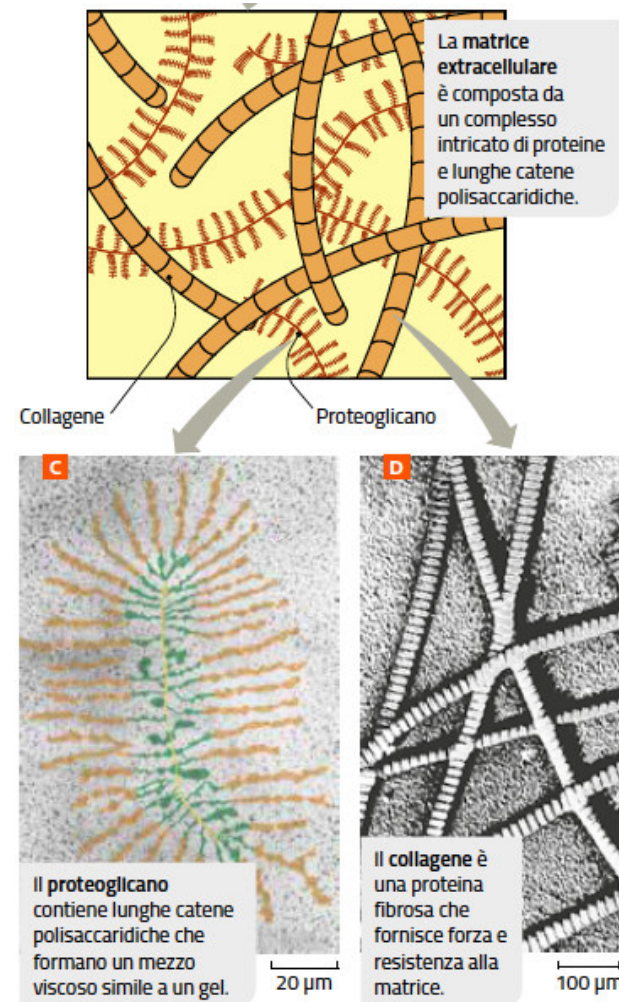 La matrice
extracellulare
è composta da
un complesso
intricato di proteine
e lunghe catene
polisaccaridiche.
Collagene
Proteoglicano
C
D
Il proteoglicano
contiene lunghe catene
polisaccaridiche che
formano un mezzo
viscoso simile a un gel.
20 μm
Il collagene è
una proteina
fibrosa che
fornisce forza e
resistenza alla
matrice.
100 μm